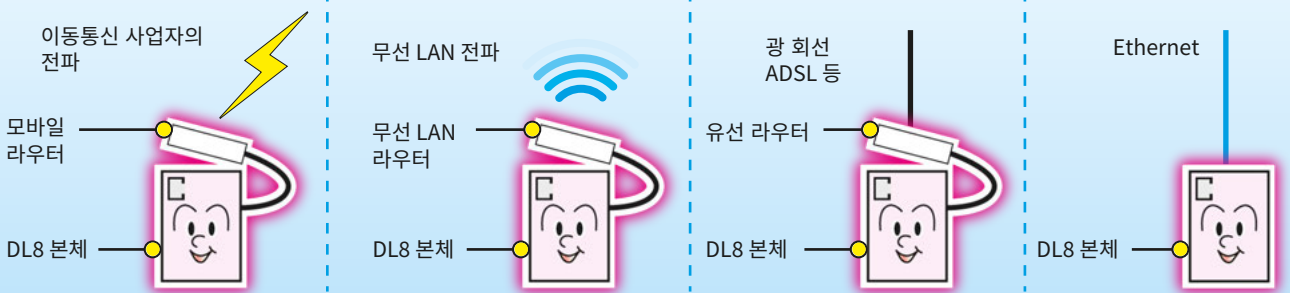 이동통신 사업자의
전파
모바일
라우터
DL8 본체
무선 LAN 전파
무선 LAN
라우터
DL8 본체
광 회선
ADSL 등
유선 라우터
DL8 본체
Ethernet
DL8 본체